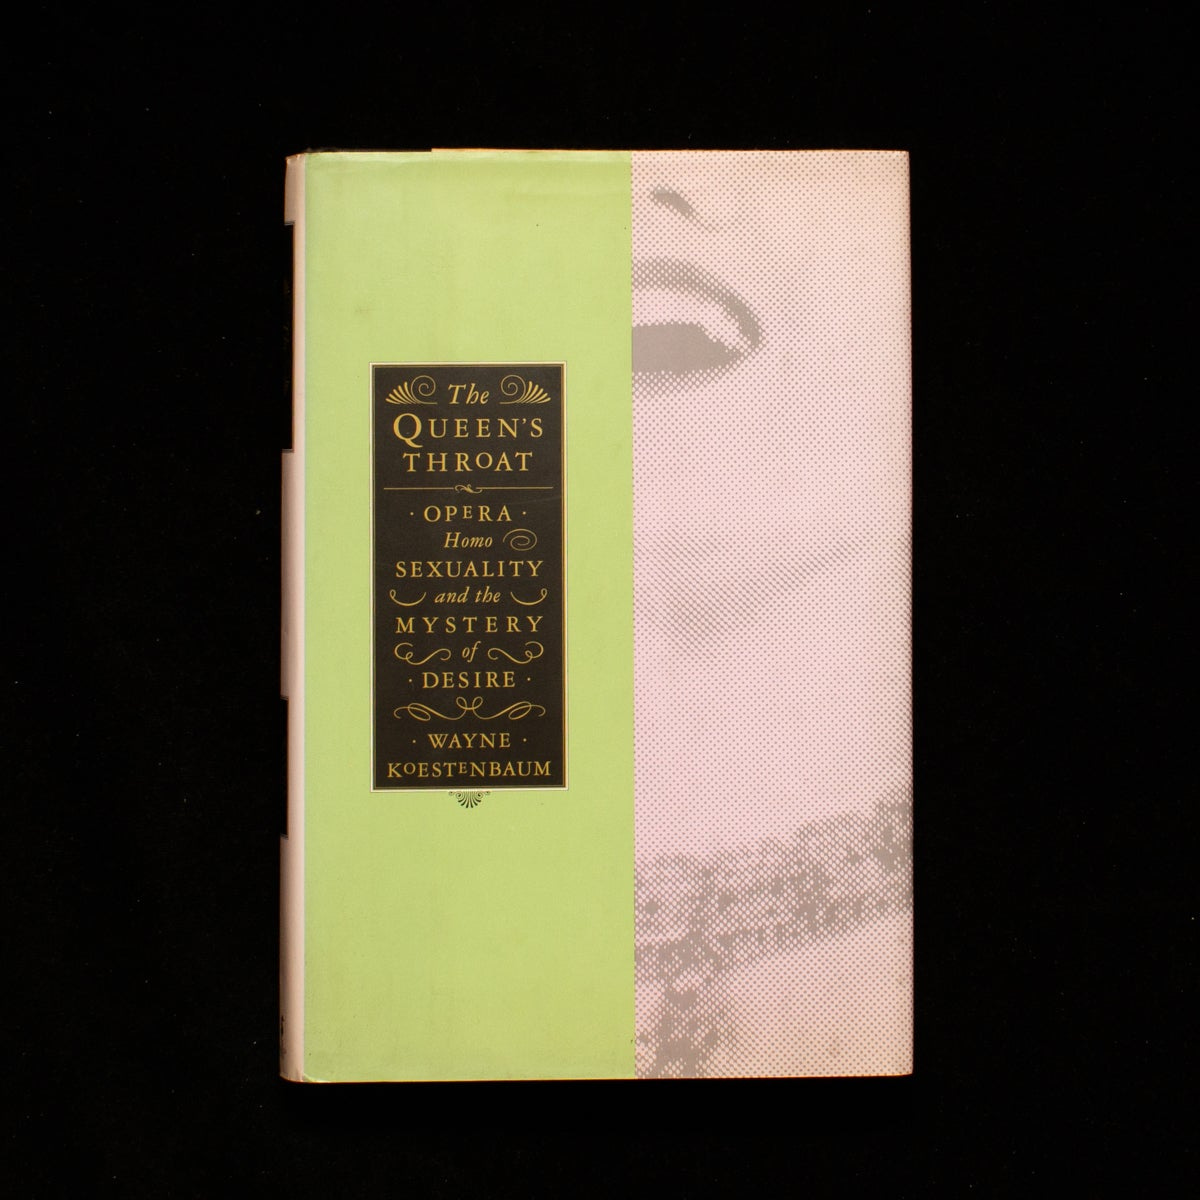 The
QUEEN'S
THROAT
· OPERA ·
Homo
SEXUALITY
and the
MYSTERY
of
· DESIRE ·
· WAYNE ·
KOESTENBAUM